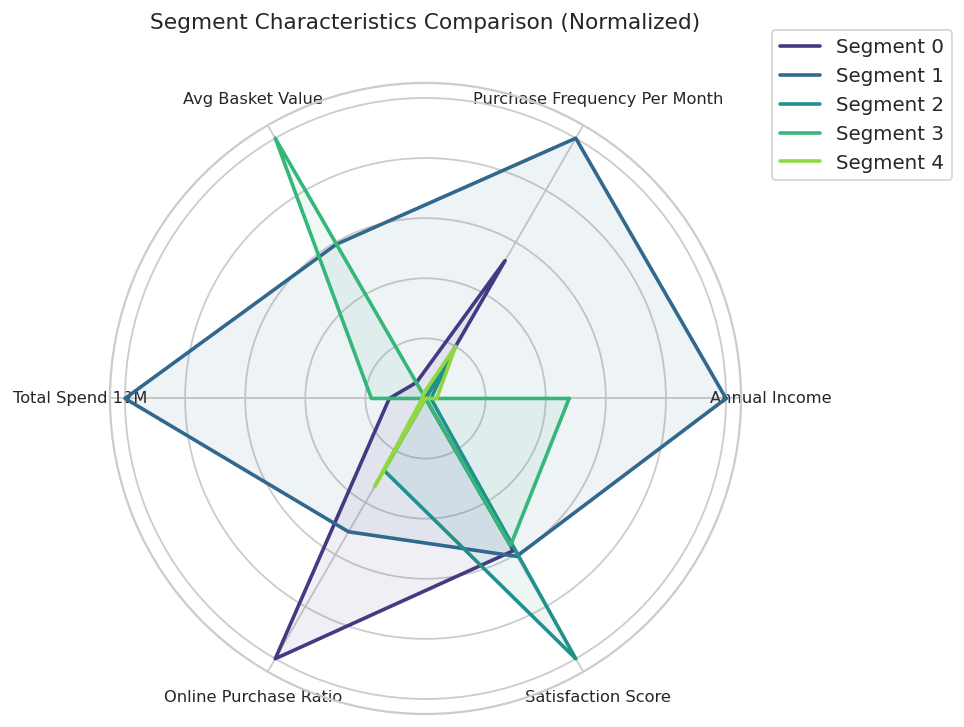 Segment Characteristics Comparison (Normalized)
Segment 0
Segment 1
Segment 2
Segment 3
Segment 4
Avg Basket Value
Purchase Frequency Per Month
Total Spend 12M
Annual Income
Online Purchase Ratio
Satisfaction Score